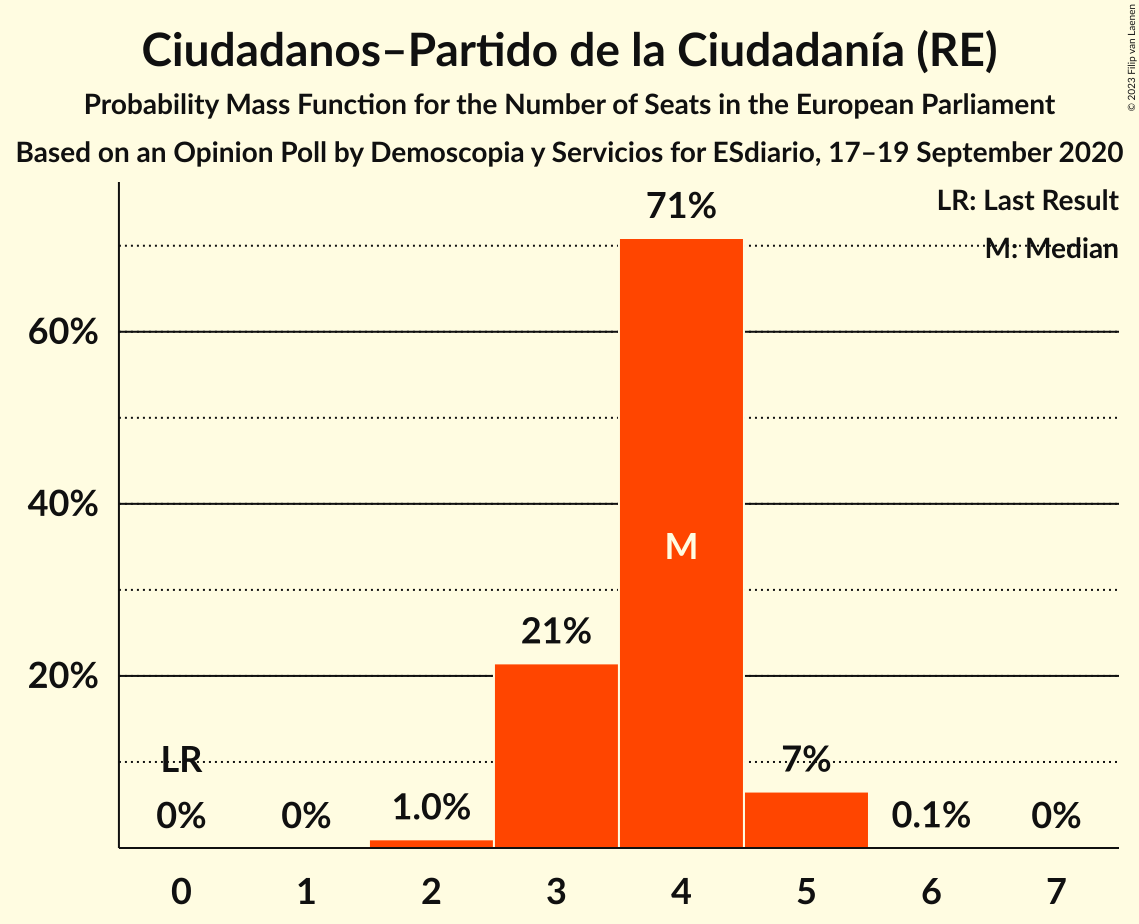 Ciudadanos–Partido de la Ciudadanía (RE)
Probability Mass Function for the Number of Seats in the European Parliament
Based on an Opinion Poll by Demoscopia y Servicios for ESdiario, 17–19 September 2020
© 2023 Filip van Laenen
LR: Last Result
M: Median
71%
60%
40%
M
21%
20%
LR
7%
0% 0% 1.0% 0.1% 0%
0 1 2 3 4 5 6 7